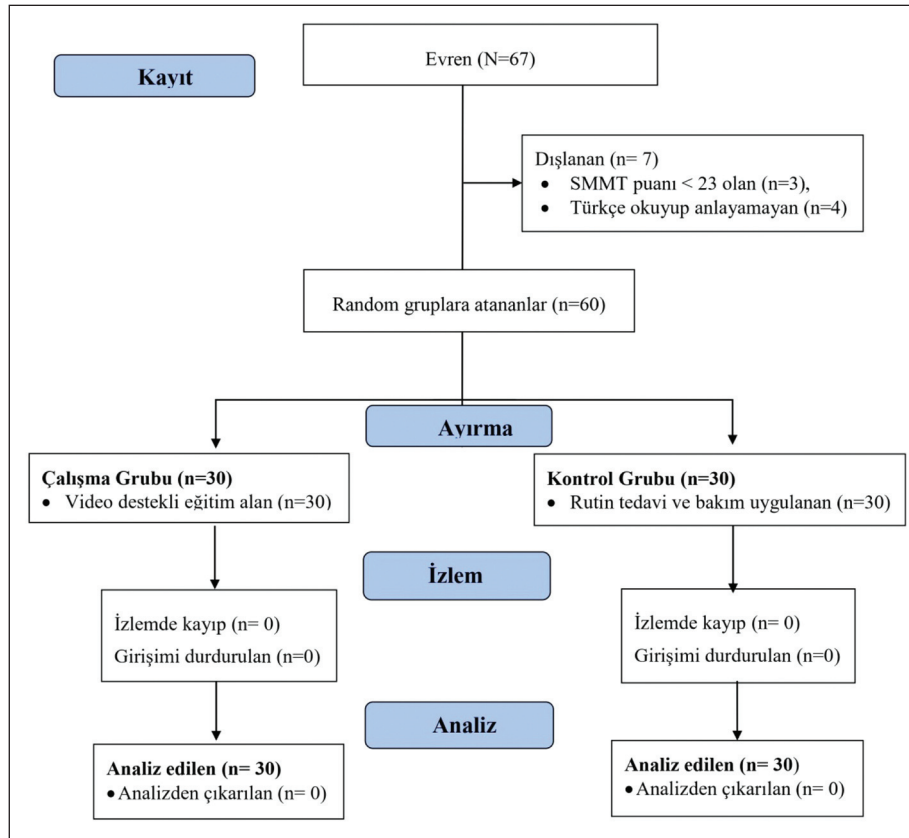 Evren (N=67)
Kayıt
Dışlanan (n= 7)
• SMMT puanı < 23 olan (n=3),
• Türkçe okuyup anlayamayan (n=4)
Random gruplara atananlar (n=60)
Ayırma
Çalışma Grubu (n=30)
• Video destekli eğitim alan (n=30)
Kontrol Grubu (n=30)
• Rutin tedavi ve bakım uygulanan (n=30)
İzlem
İzlemde kayıp (n= 0)
Girişimi durdurulan (n=0)
İzlemde kayıp (n= 0)
Girişimi durdurulan (n=0)
Analiz
Analiz edilen (n= 30)
• Analizden çıkarılan (n= 0)
Analiz edilen (n= 30)
• Analizden çıkarılan (n= 0)